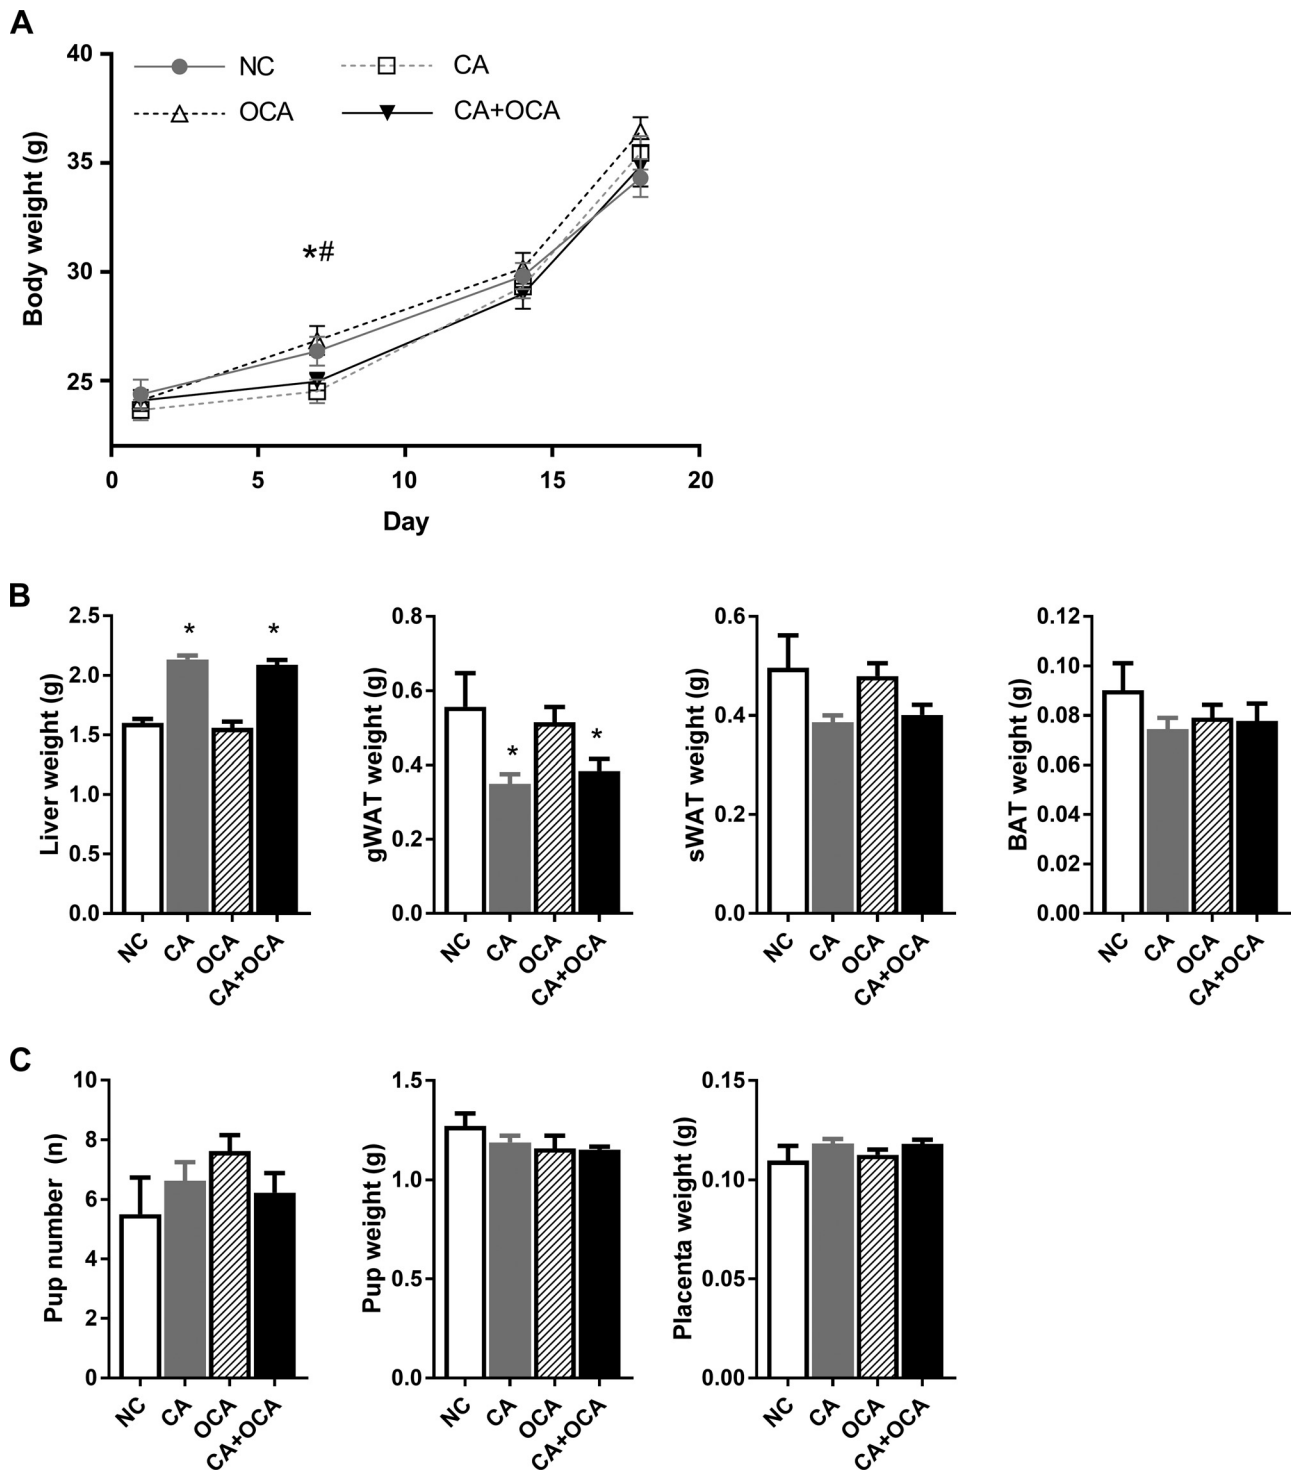 A
40
35
30
25
Body weight (g)
NC
CA
OCA
CA+OCA
*#
0 5 10 15 20
Day
B
2.5
2.0
1.5
1.0
0.5
0.0
Liver weight (g)
* *
NC CA OCA CA+OCA
0.8
0.6
0.4
0.2
0.0
gWAT weight (g)
* *
NC CA OCA CA+OCA
0.6
0.4
0.2
0.0
sWAT weight (g)
NC CA OCA CA+OCA
0.12
0.10
0.08
0.06
0.04
0.02
0.00
BAT weight (g)
NC CA OCA CA+OCA
C
10
8
6
4
2
0
Pup number (n)
NC CA OCA CA+OCA
1.5
1.0
0.5
0.0
Pup weight (g)
NC CA OCA CA+OCA
0.15
0.10
0.05
0.00
Placenta weight (g)
NC CA OCA CA+OCA